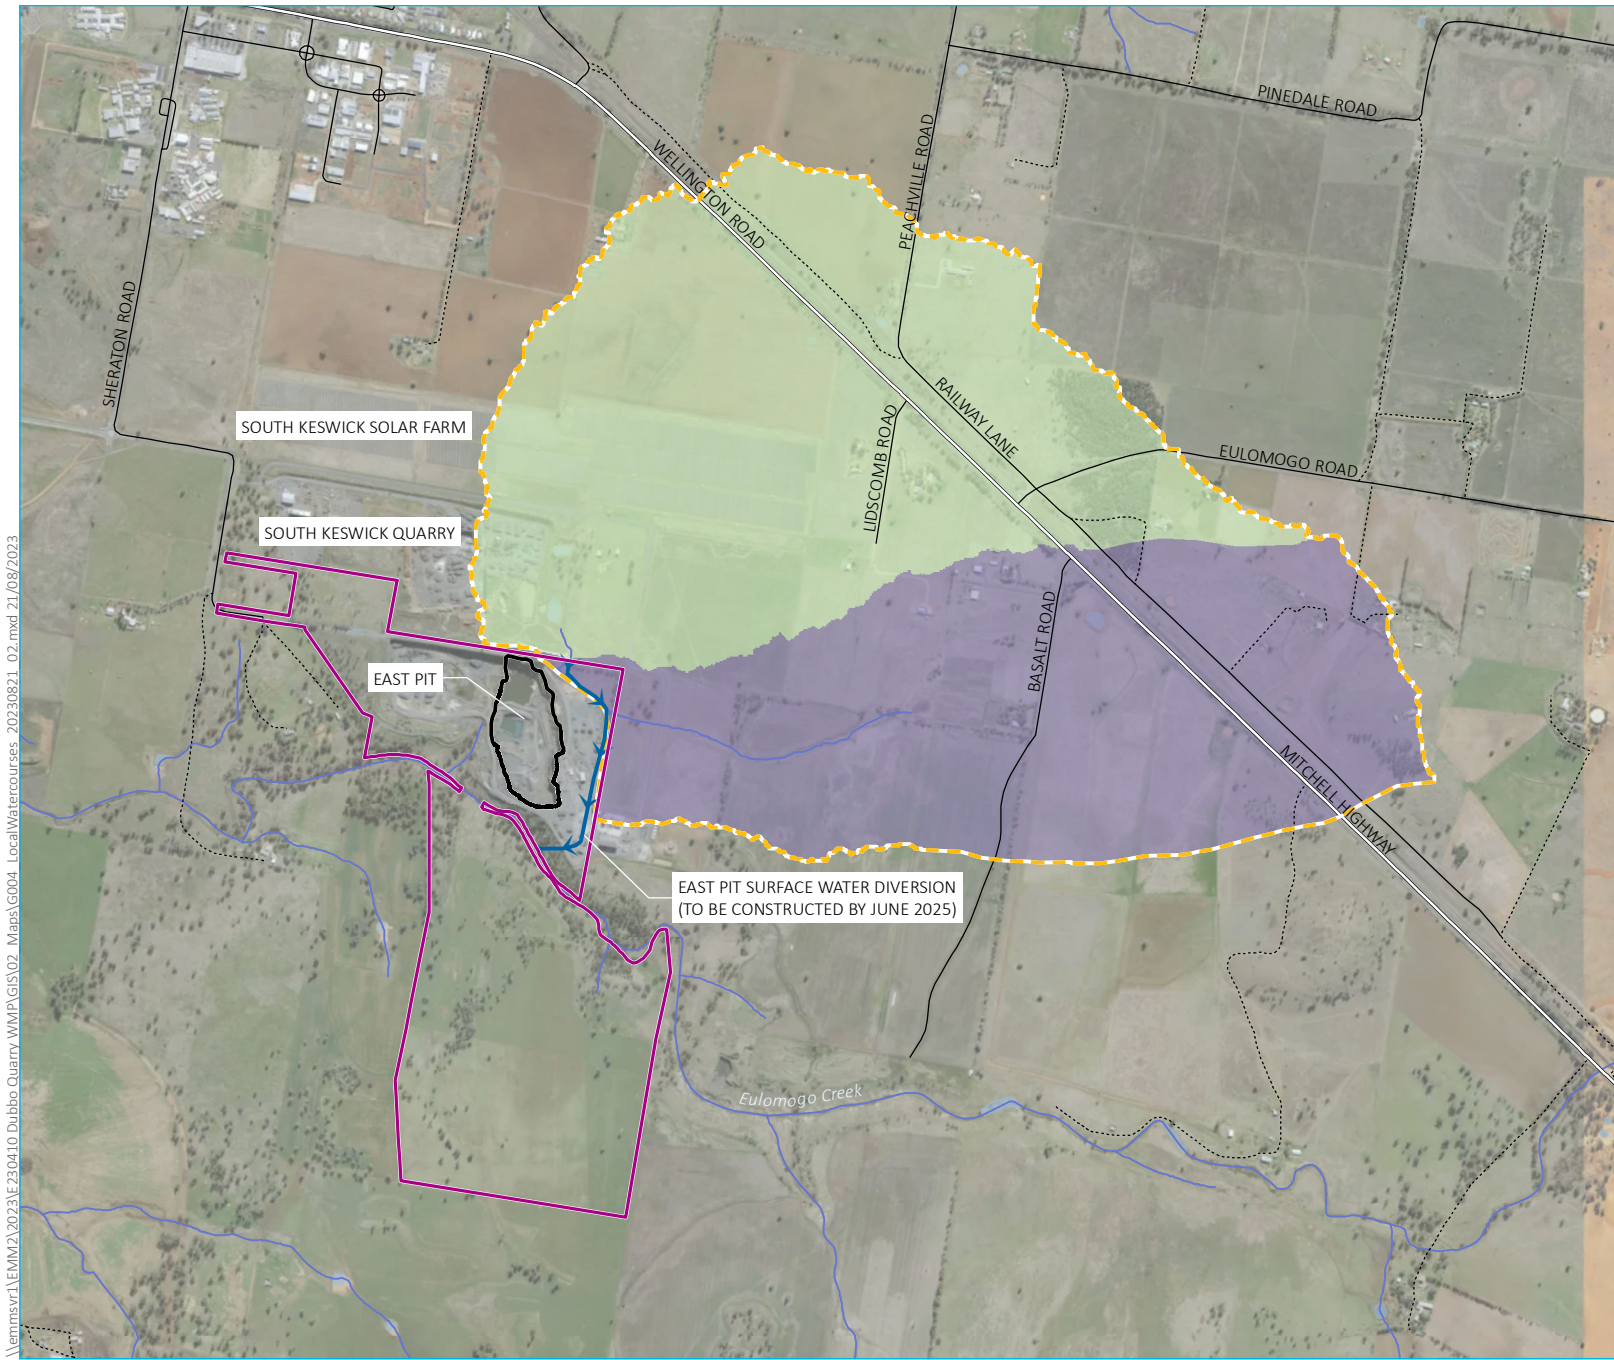 PINEDALE ROAD
WELLINGTON ROAD
PEACHVILLE ROAD
SHERATON ROAD
SOUTH KESWICK SOLAR FARM
RAILWAY LANE
LIDSCOMB ROAD
EULOMOGO ROAD
SOUTH KESWICK QUARRY
BASALT ROAD
EAST PIT
MITCHELL HIGHWAY
EAST PIT SURFACE WATER DIVERSION
(TO BE CONSTRUCTED BY JUNE 2025)
Eulomogo Creek
\\emmsvr1\EMM2\2023\E230410 Dubbo Quarry WMP\GIS\02_Maps\G004_LocalWatercourses_20230821_02.mxd 21/08/2023